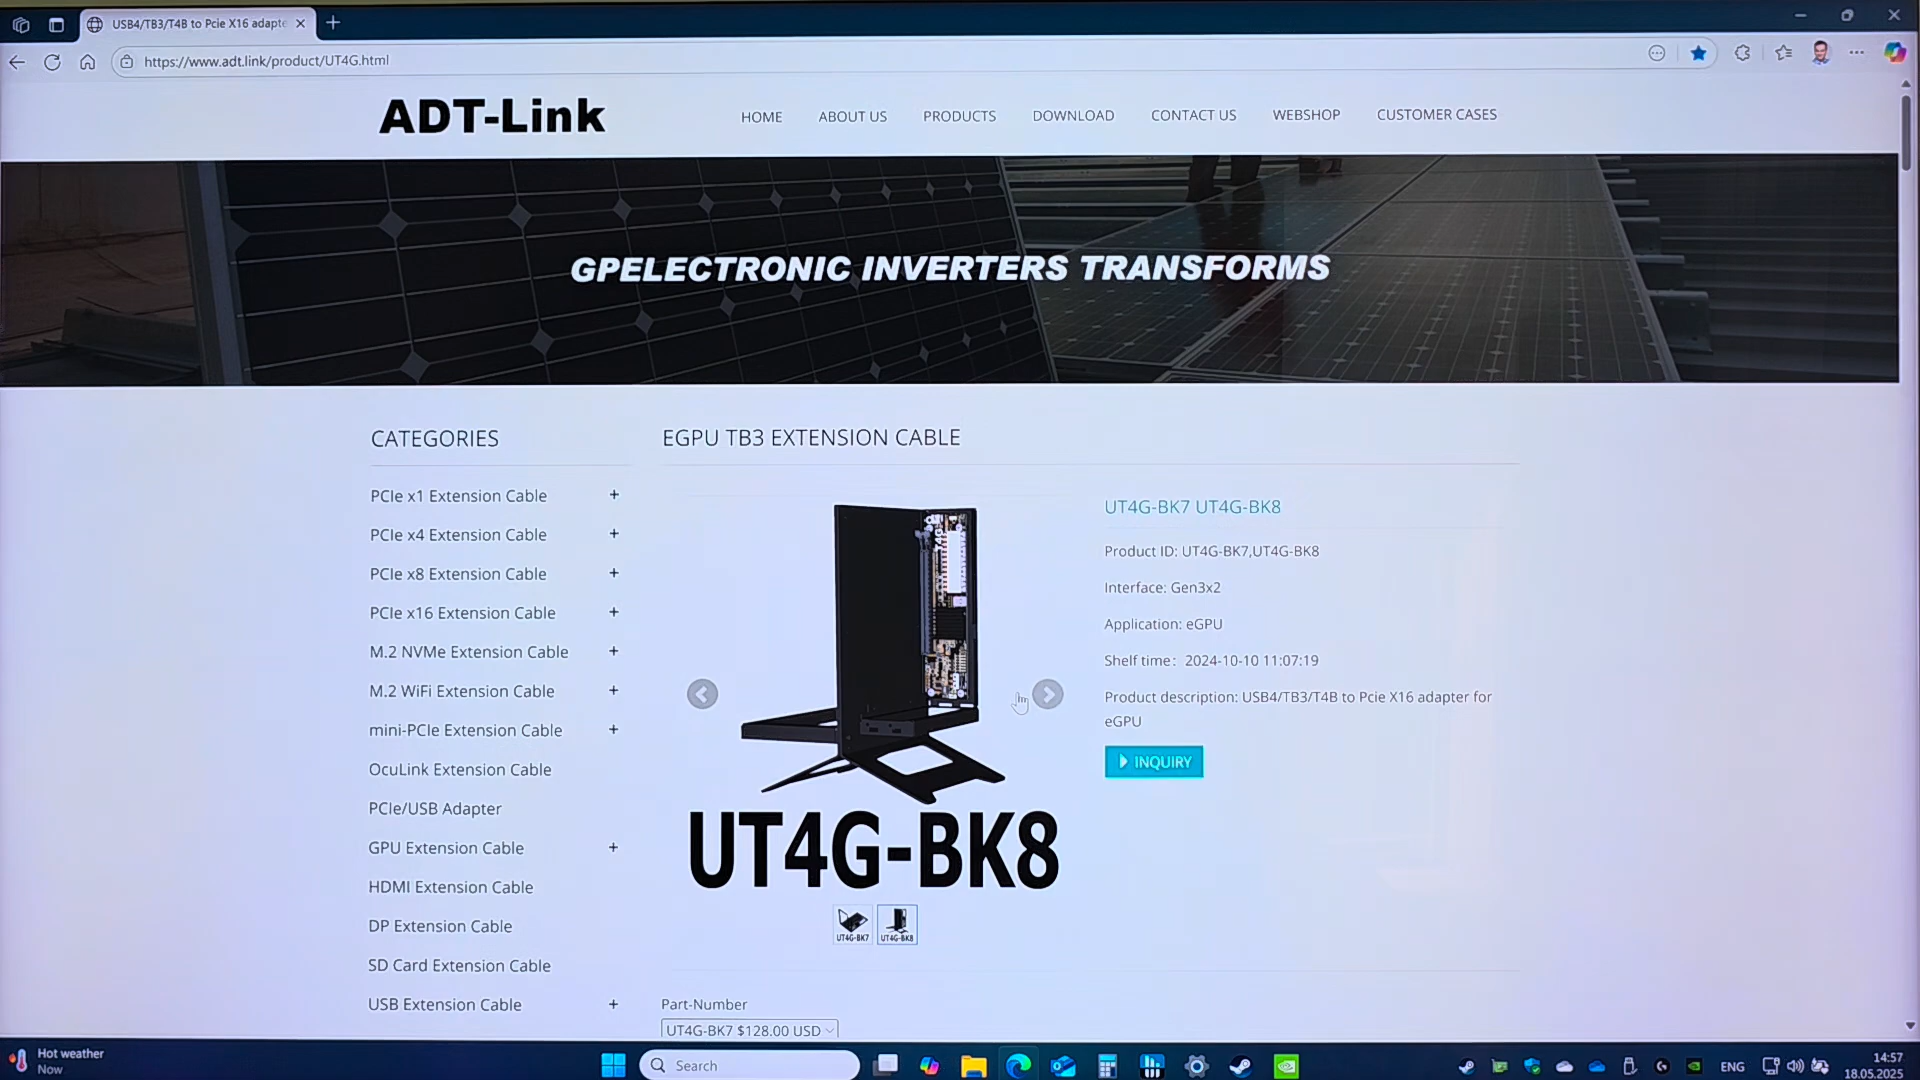 USB4/TB3/T4B to Pcie X16 adapte
https://www.adt.link/product/UT4G.html
ADT-Link
HOME
ABOUT US
PRODUCTS
DOWNLOAD
CONTACT US
WEBSHOP
CUSTOMER CASES
GPELECTRONIC INVERTERS TRANSFORMS
CATEGORIES
PCIe x1 Extension Cable +
PCIe x4 Extension Cable +
PCIe x8 Extension Cable +
PCIe x16 Extension Cable +
M.2 NVMe Extension Cable +
M.2 WiFi Extension Cable +
mini-PCIe Extension Cable +
OcuLink Extension Cable
PCIe/USB Adapter
GPU Extension Cable +
HDMI Extension Cable
DP Extension Cable
SD Card Extension Cable
USB Extension Cable +
EGPU TB3 EXTENSION CABLE
UT4G-BK8
UT4G-BK7
UT4G-BK8
UT4G-BK7 UT4G-BK8
Product ID: UT4G-BK7,UT4G-BK8
Interface: Gen3x2
Application: eGPU
Shelf time: 2024-10-10 11:07:19
Product description: USB4/TB3/T4B to Pcie X16 adapter for
eGPU
INQUIRY
Part-Number
UT4G-BK7 $128.00 USD
Hot weather
Now
Search
ENG
14:57
18.05.2025